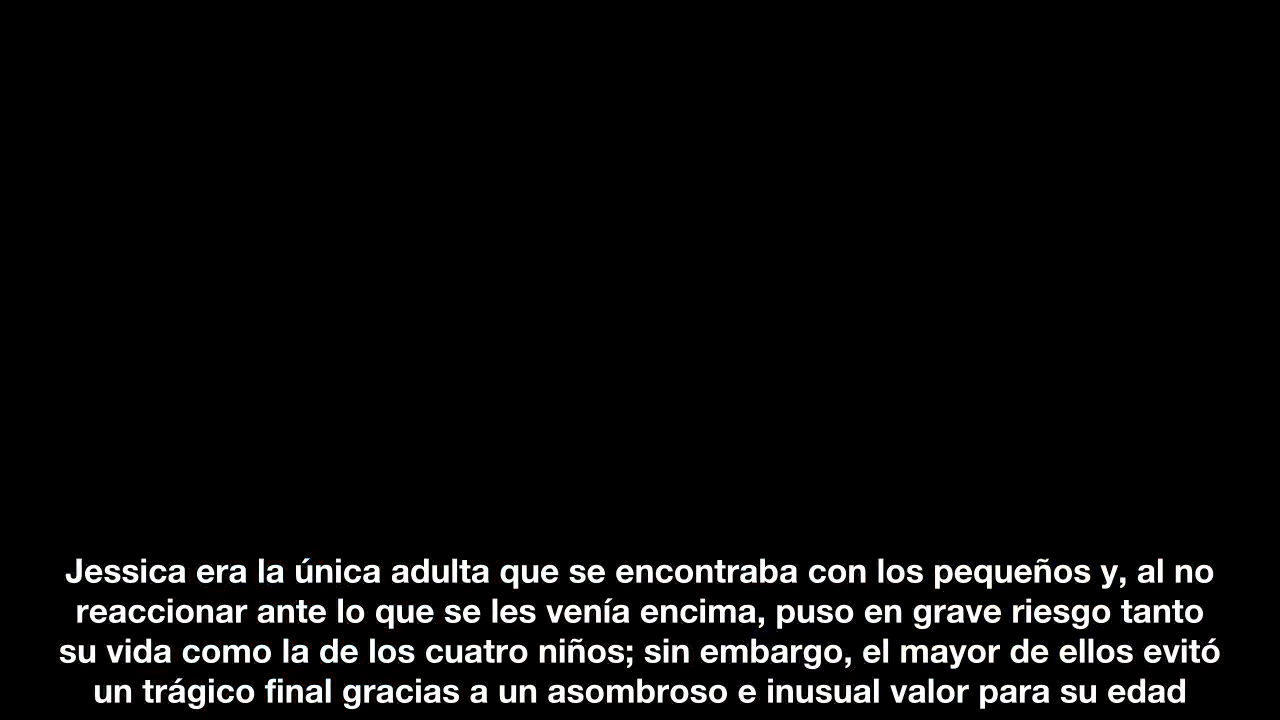 Jessica era la única adulta que se encontraba con los pequeños y, al no
reaccionar ante lo que se les venía encima, puso en grave riesgo tanto
su vida como la de los cuatro niños; sin embargo, el mayor de ellos evitó
un trágico final gracias a un asombroso e inusual valor para su edad